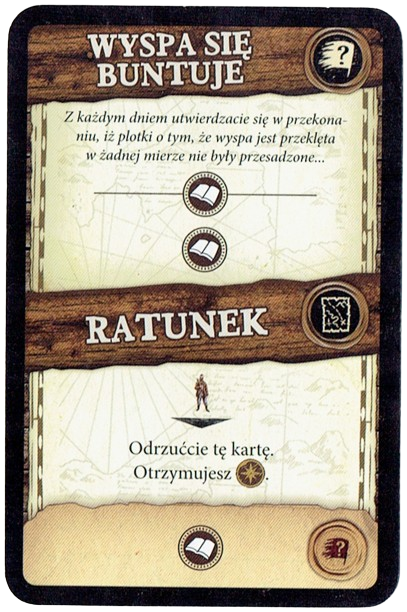 WYSPA SIĘ
BUNTUJE
?
Z każdym dniem utwierdzacie się w przekona-
niu, iż plotki o tym, że wyspa jest przeklęta
w żadnej mierze nie były przesadzone...
RATUNEK
Odrzućcie tę kartę.
Otrzymujesz .
?